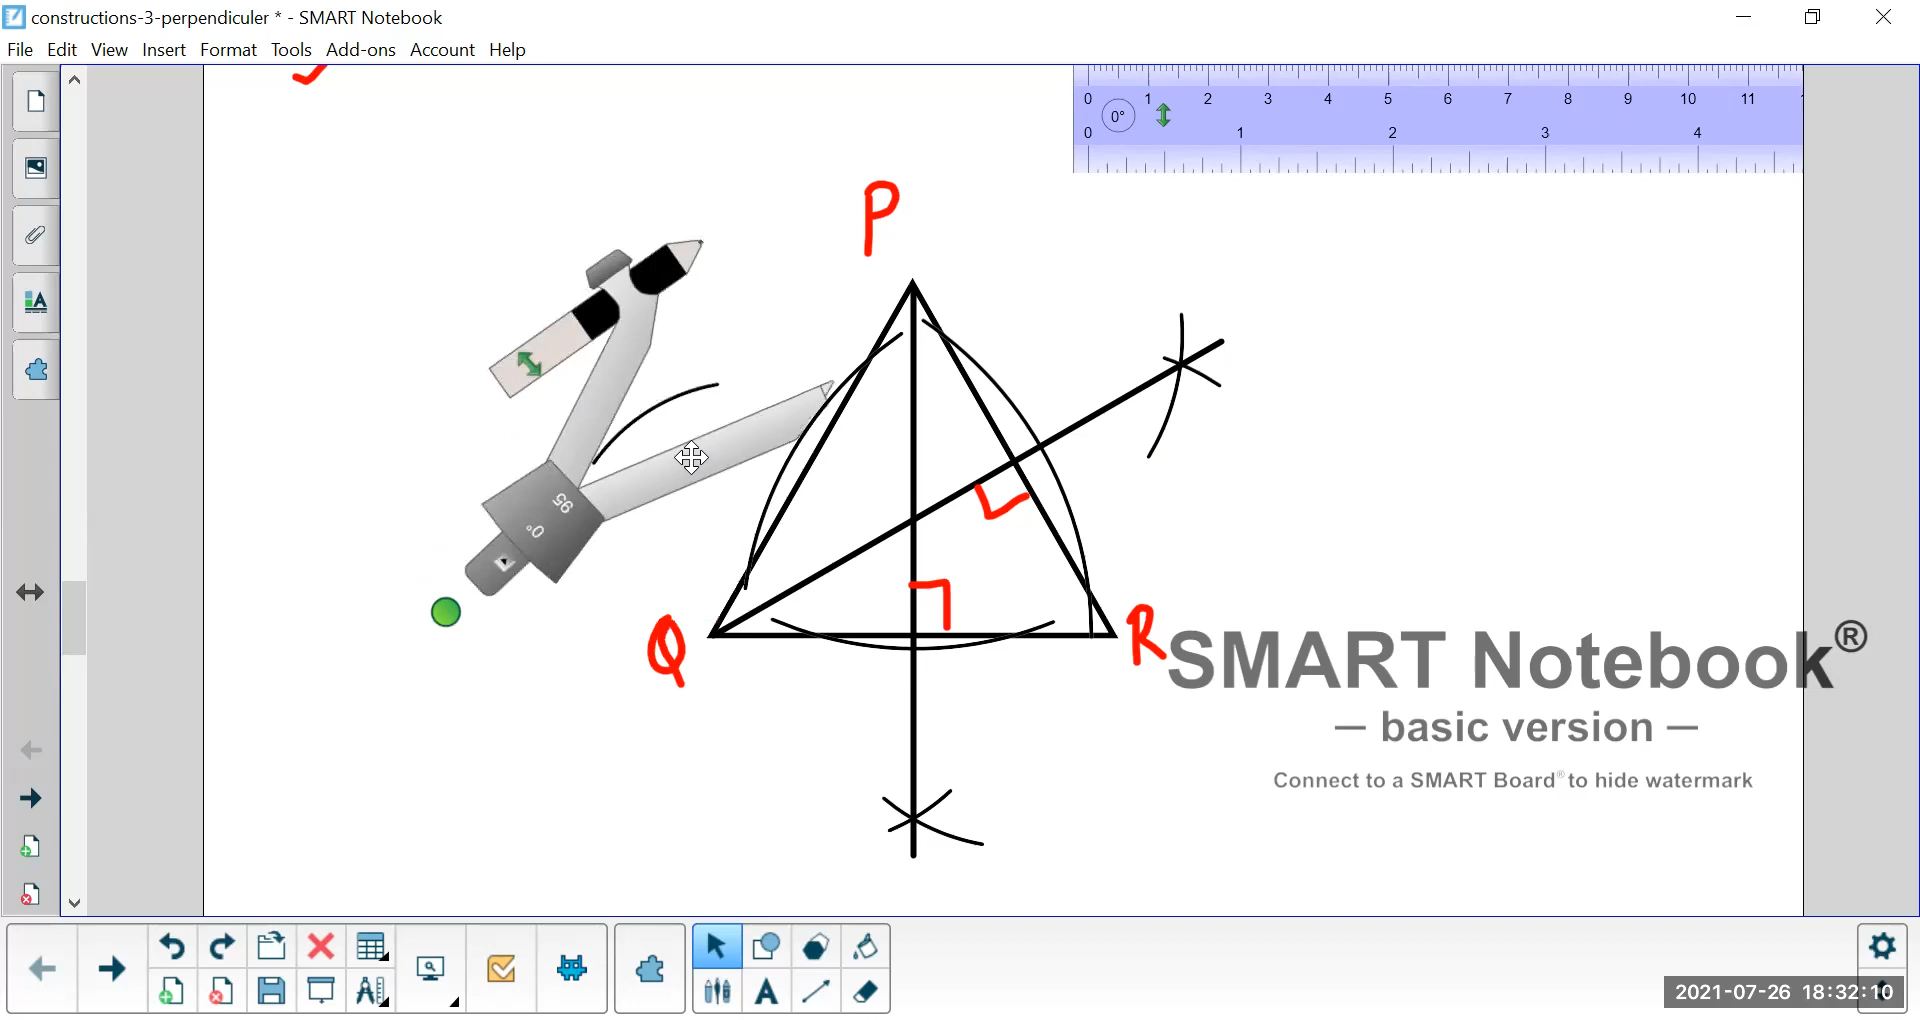 constructions-3-perpendiculer * - SMART Notebook
File Edit View Insert Format Tools Add-ons Account Help
0 1 2 3 4 5 6 7 8 9 10 11
0°
0 1 2 3 4
P
95
0°
Q
R
SMART Notebook®
— basic version —
Connect to a SMART Board® to hide watermark
2021-07-26 18:32:10